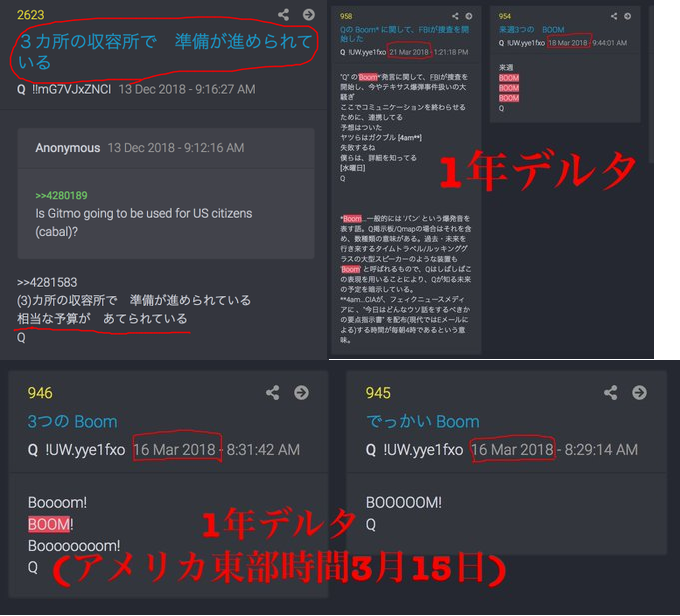 2623
３カ所の収容所で　準備が進められて
いる
Q !!mG7VJxZNCI 13 Dec 2018 - 9:16:27 AM
Anonymous 13 Dec 2018 - 9:12:16 AM
>>4280189
Is Gitmo going to be used for US citizens
(cabal)?
>>4281583
(3)カ所の収容所で　準備が進められている
相当な予算が　あてられている
Q
958
Qの Boom* に関して、FBIが捜査を
開始した
Q !UW.yye1fxo 21 Mar 2018 - 1:21:18 PM
"Q" の"Boom*"発言に関して、FBIが捜査を
開始し、今やテキサス爆弾事件扱いの大
騒ぎ
ここでコミュニケーションを終わらせる
ために、連携してる
予想はついた
ヤツらはガクブル [4am**]
失敗するね
僕らは、詳細を知ってる
[水曜日]
Q
*Boom...一般的には 'バン' という爆発音を
表す語。Q掲示板/Qmapの場合はそれを含
め、数種類の意味がある。過去・未来を
行き来するタイムトラベル/ルッキンググ
ラスの大型スピーカーのような装置も
'Boom' と呼ばれるもので、Qはしばしばこ
の表現を用いることにより、Qが知る未来
の予定を暗示している。
**4am...CIAが、フェイクニュースメディ
アに 、"今日はどんなウソ話をするべきか
の要点指示書" を配布(現代ではEメールに
よる)する時間が毎朝4時であるという意
味。
954
来週3つの　BOOM
Q !UW.yye1fxo 18 Mar 2018 - 9:44:01 AM
来週
BOOM
BOOM
BOOM
Q
1年デルタ
946
3つの Boom
Q !UW.yye1fxo 16 Mar 2018 - 8:31:42 AM
Boooom!
BOOM!
Boooooooom!
Q
945
でっかい Boom
Q !UW.yye1fxo 16 Mar 2018 - 8:29:14 AM
BOOOOOM!
Q
1年デルタ
(アメリカ東部時間3月15日)